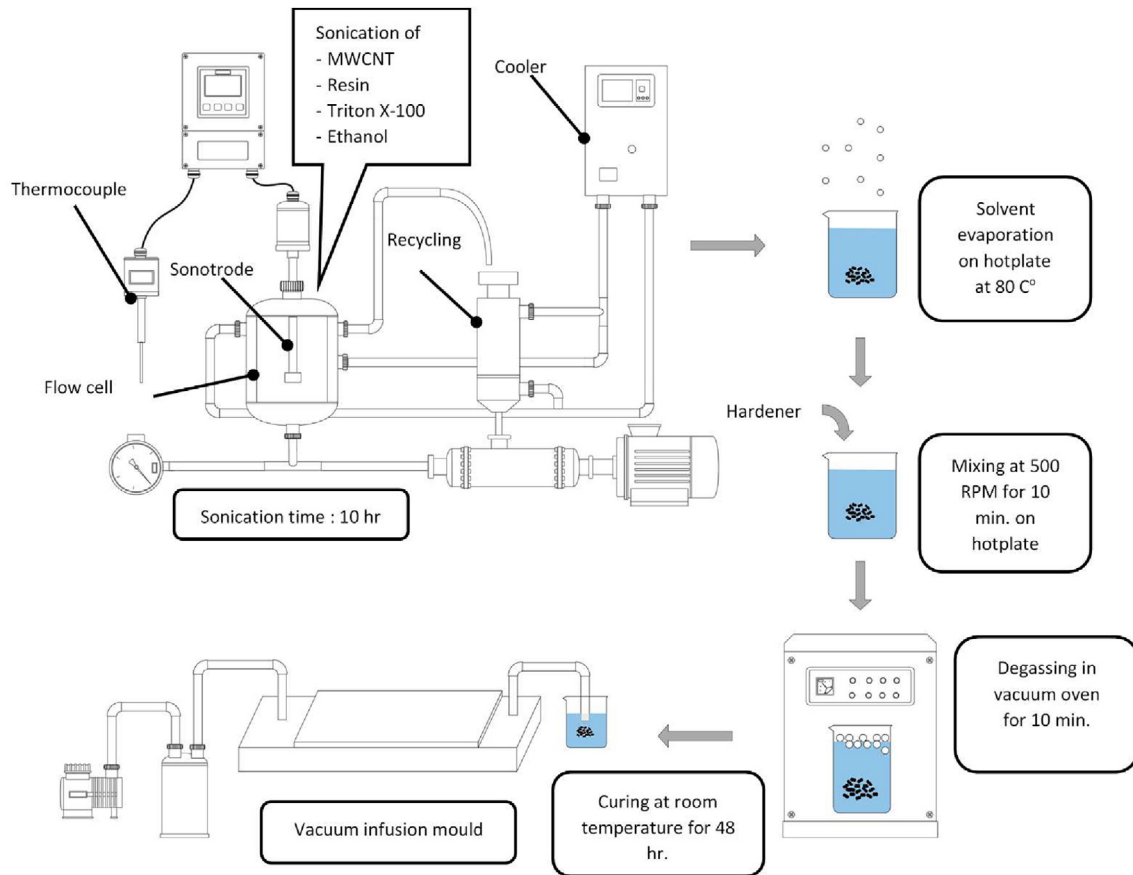 Sonication of
- MWCNT
- Resin
- Triton X-100
- Ethanol
Cooler
Thermocouple
Sonotrode
Recycling
Flow cell
Sonication time : 10 hr
Solvent
evaporation
on hotplate
at 80 C°
Hardener
Mixing at 500
RPM for 10
min. on
hotplate
Degassing in
vacuum oven
for 10 min.
Curing at room
temperature for 48
hr.
Vacuum infusion mould